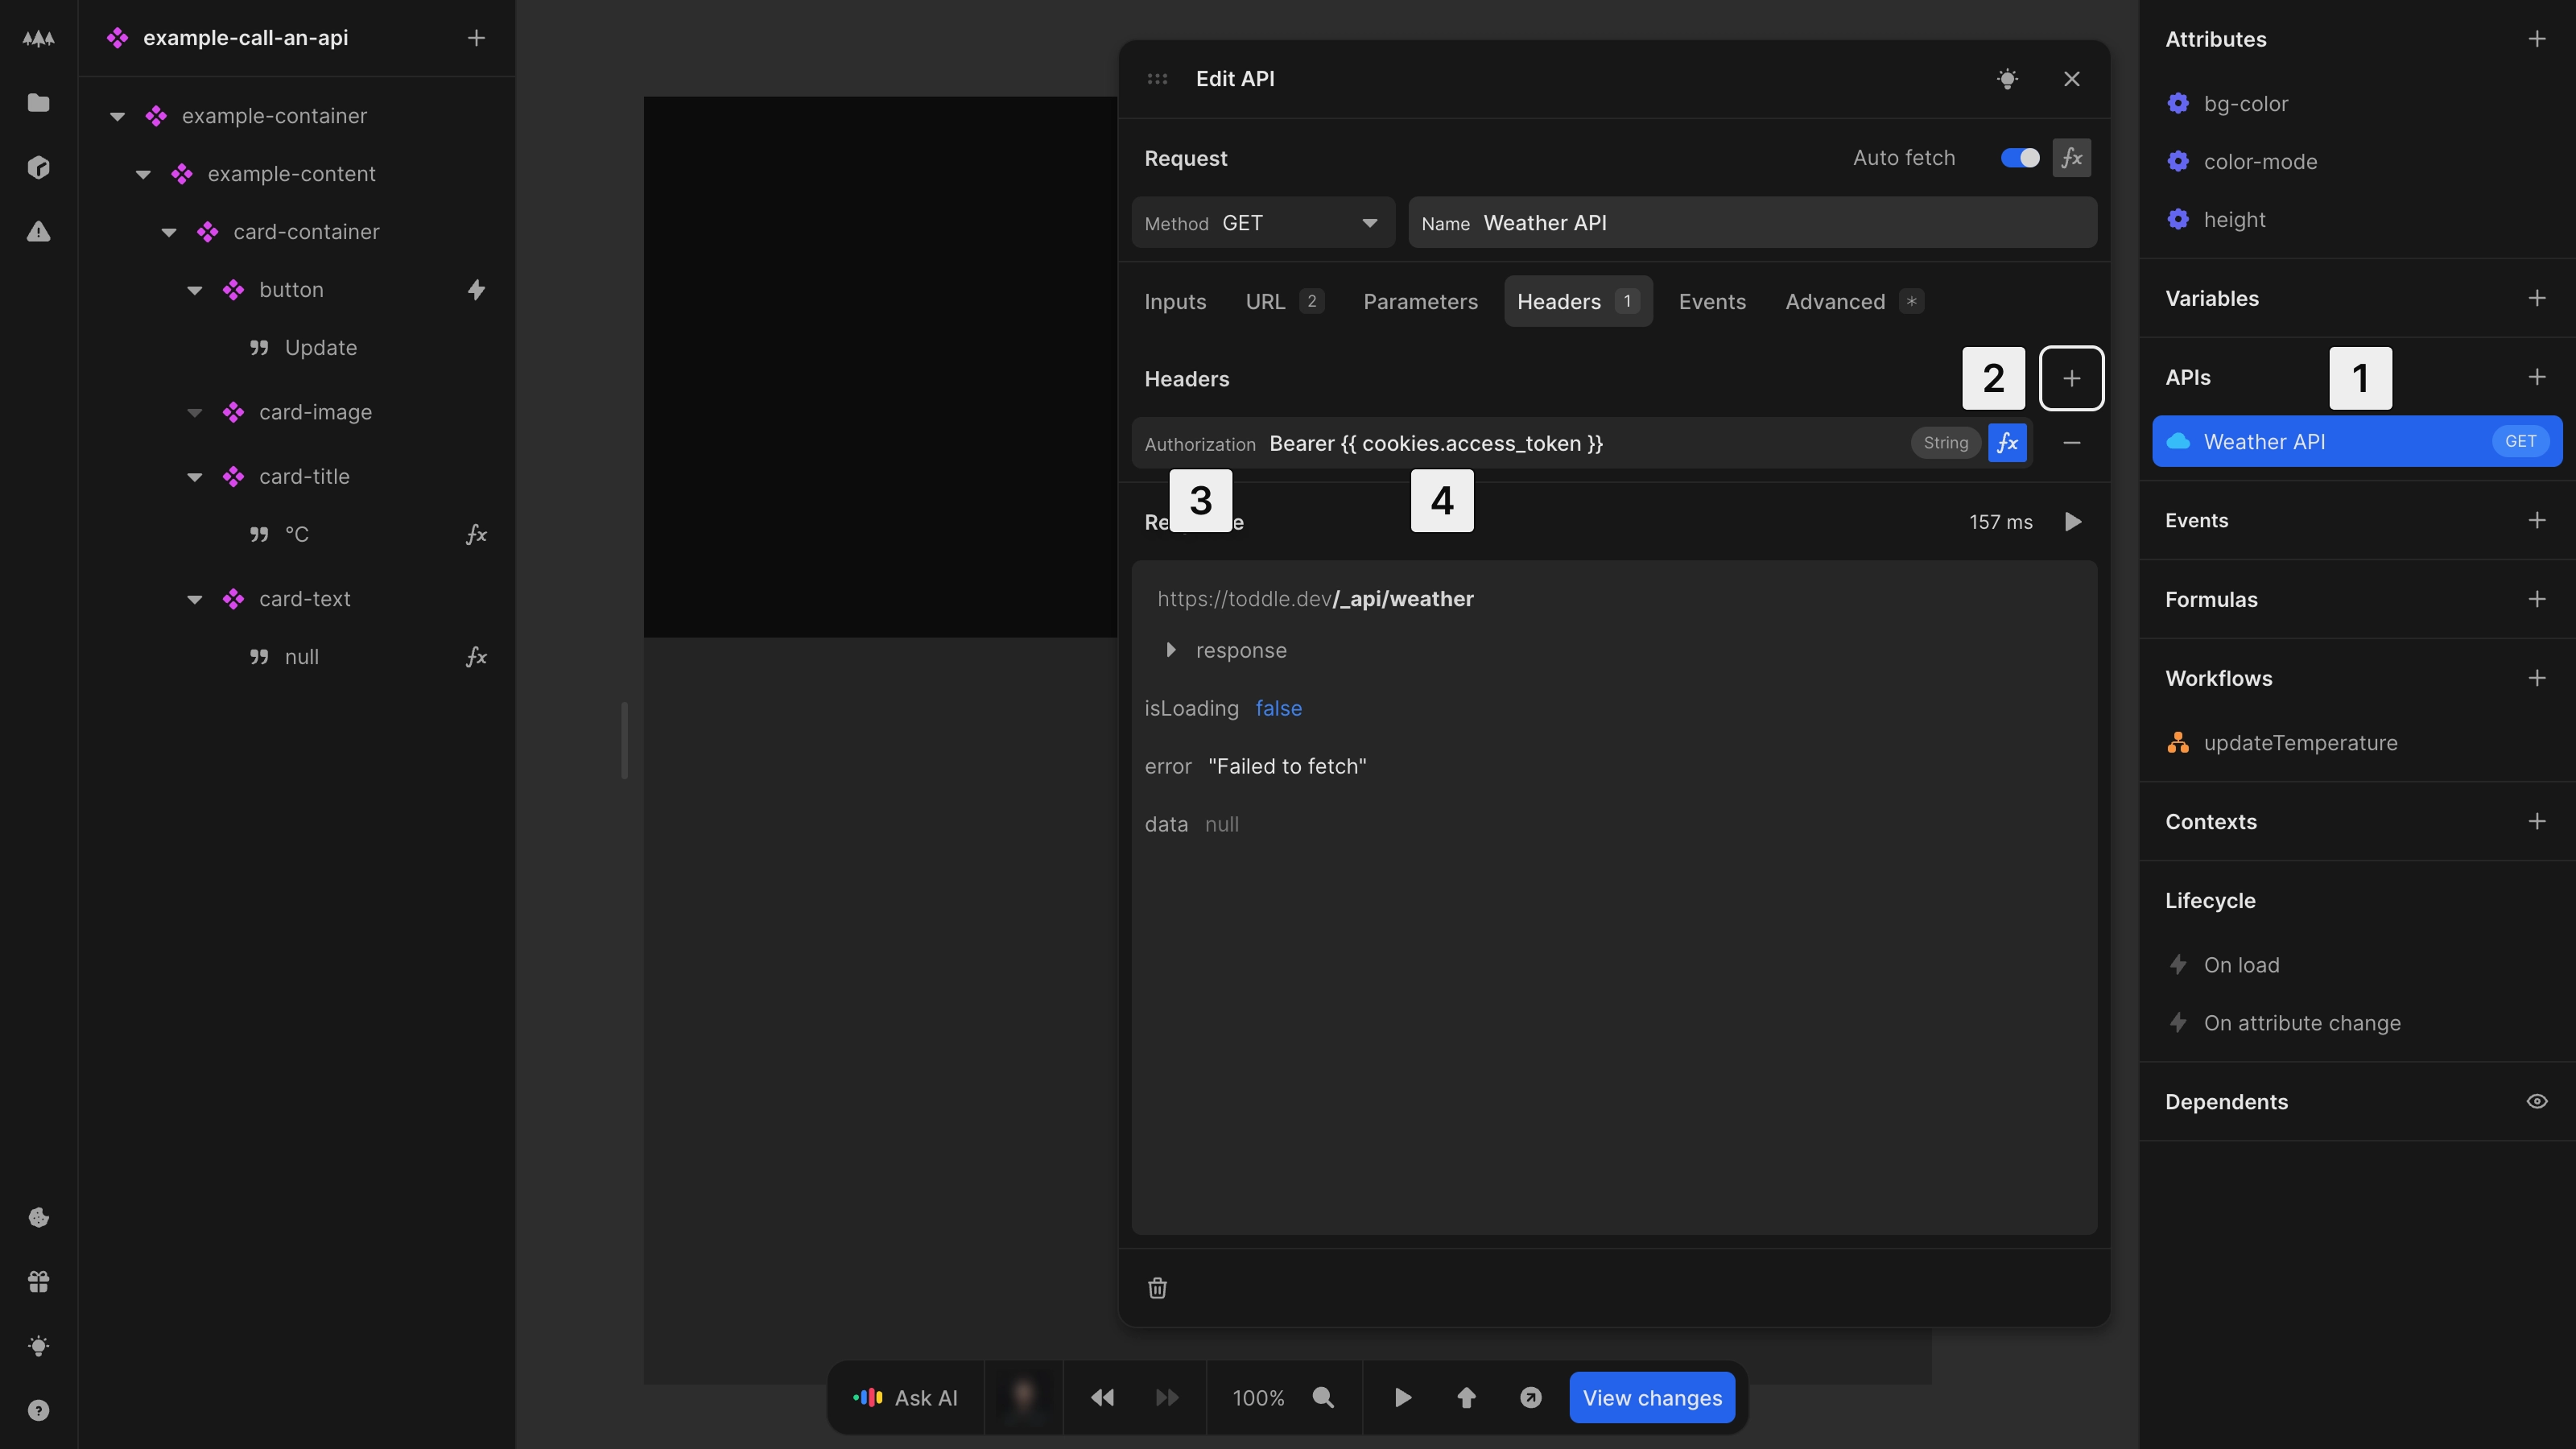 example-call-an-api
example-container
example-content
card-container
button
Update
card-image
card-title
°C
fx
card-text
null
fx
Edit API
Request
Auto fetch
fx
Method GET
Name Weather API
Inputs
URL 2
Parameters
Headers 1
Events
Advanced *
Headers
2
Authorization Bearer {{ cookies.access_token }}
String
fx
3
4
157 ms
https://toddle.dev/_api/weather
response
isLoading false
error "Failed to fetch"
data null
Ask AI
100%
View changes
Attributes
bg-color
color-mode
height
Variables
APIs
1
Weather API
GET
Events
Formulas
Workflows
updateTemperature
Contexts
Lifecycle
On load
On attribute change
Dependents